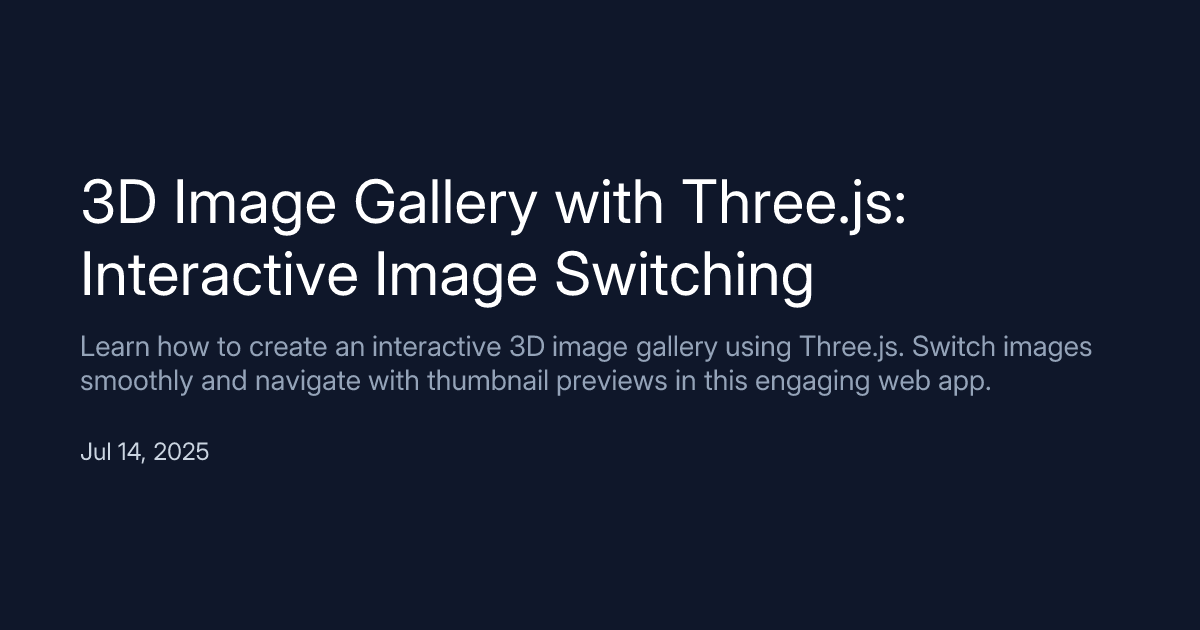 3D Image Gallery with Three.js:
Interactive Image Switching
Learn how to create an interactive 3D image gallery using Three.js. Switch images
smoothly and navigate with thumbnail previews in this engaging web app.
Jul 14, 2025